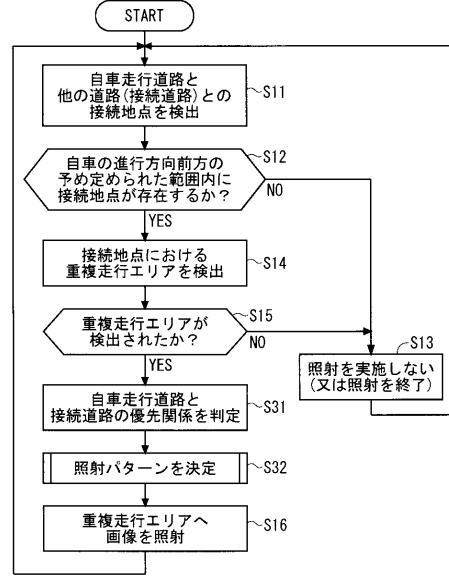 START
自車走行道路と
他の道路(接続道路)との
接続地点を検出
S11
自車の進行方向前方の
予め定められた範囲内に
接続地点が存在するか?
S12
NO
YES
接続地点における
重複走行エリアを検出
S14
重複走行エリアが
検出されたか?
S15
NO
YES
照射を実施しない
(又は照射を終了)
S13
自車走行道路と
接続道路の優先関係を判定
S31
照射パターンを決定
S32
重複走行エリアへ
画像を照射
S16